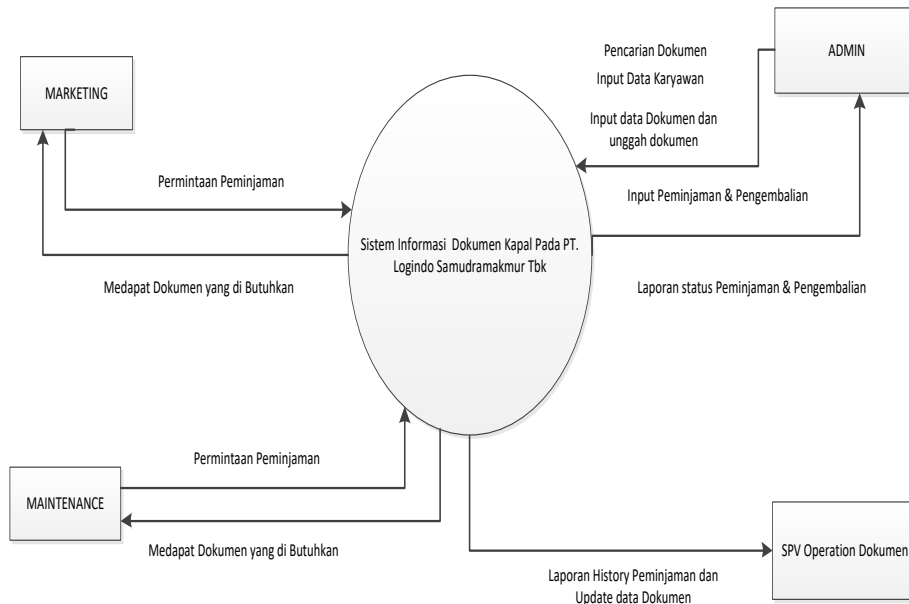 Pencarian Dokumen
ADMIN
Input Data Karyawan
MARKETING
Input data Dokumen dan
unggah dokumen
Permintaan Peminjaman
Input Peminjaman & Pengembalian
Sistem Informasi Dokumen Kapal Pada PT.
Logindo Samudramakmur Tbk
Medapat Dokumen yang di Butuhkan
Laporan status Peminjaman & Pengembalian
Permintaan Peminjaman
MAINTENANCE
Medapat Dokumen yang di Butuhkan
SPV Operation Dokumen
Laporan History Peminjaman dan
Update data Dokumen